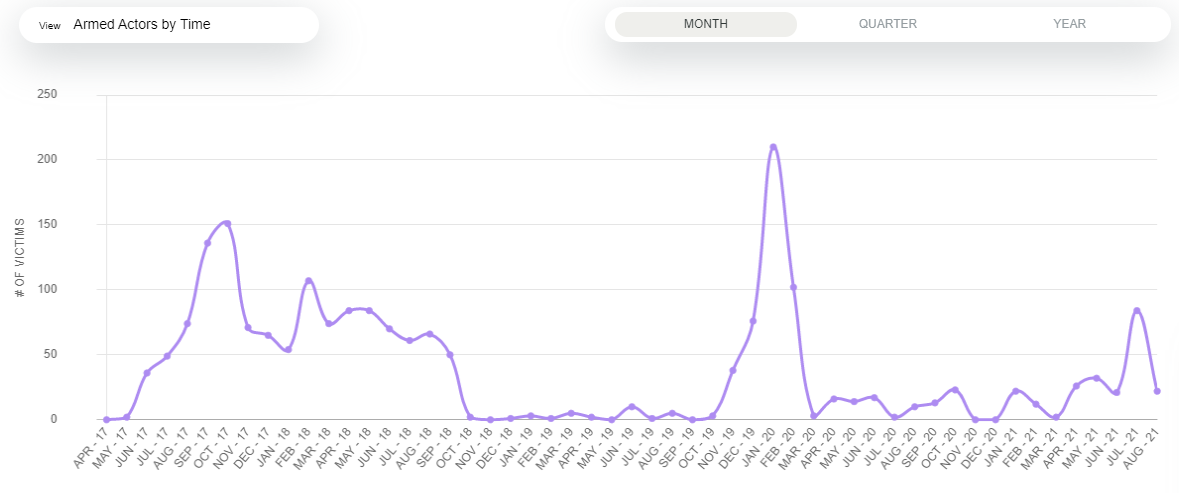 View Armed Actors by Time
MONTH QUARTER YEAR
250
200
150
100
50
0
# OF VICTIMS
APR - 17
MAY - 17
JUN - 17
JUL - 17
AUG - 17
SEP - 17
OCT - 17
NOV - 17
DEC - 17
JAN - 18
FEB - 18
MAR - 18
APR - 18
MAY - 18
JUN - 18
JUL - 18
AUG - 18
SEP - 18
OCT - 18
NOV - 18
DEC - 18
JAN - 19
FEB - 19
MAR - 19
APR - 19
MAY - 19
JUN - 19
JUL - 19
AUG - 19
SEP - 19
OCT - 19
NOV - 19
DEC - 19
JAN - 20
FEB - 20
MAR - 20
APR - 20
MAY - 20
JUN - 20
JUL - 20
AUG - 20
SEP - 20
OCT - 20
NOV - 20
DEC - 20
JAN - 21
FEB - 21
MAR - 21
APR - 21
MAY - 21
JUN - 21
JUL - 21
AUG - 21